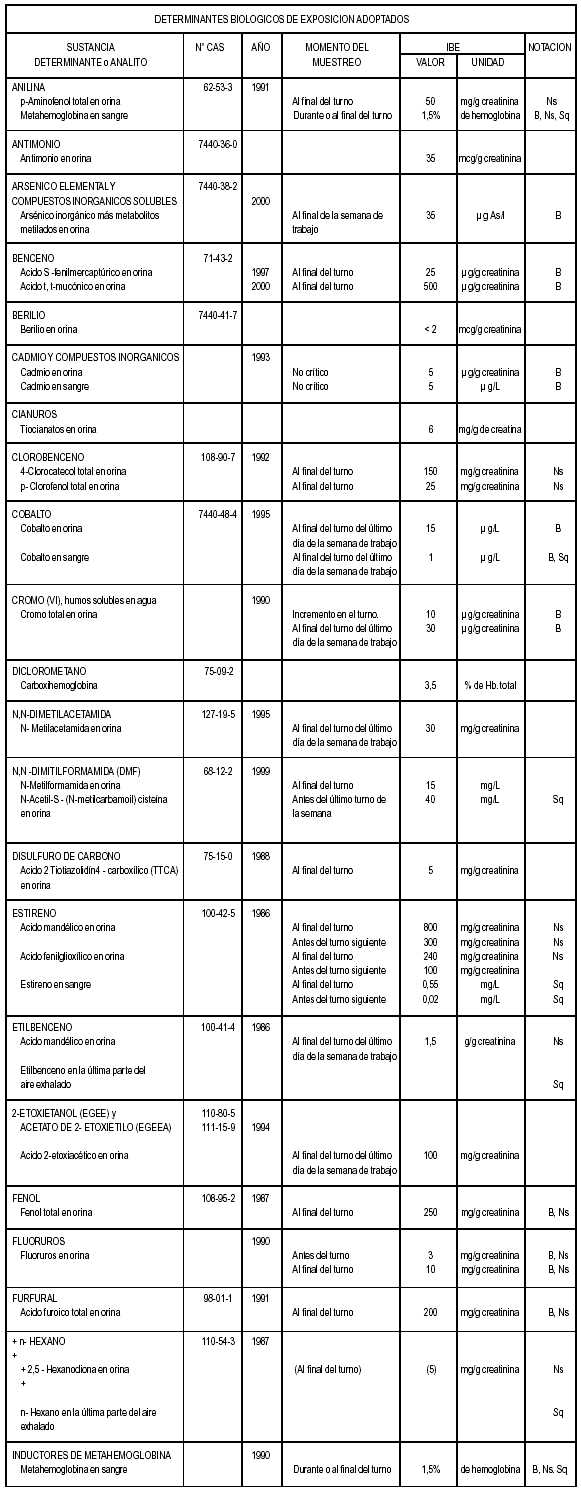 DETERMINANTES BIOLOGICOS DE EXPOSICION ADOPTADOS
SUSTANCIA N° CAS AÑO MOMENTO DEL IBE NOTACION
DETERMINANTE o ANALITO MUESTREO VALOR UNIDAD
ANILINA 62-53-3 1991
p-Aminofenol total en orina Al final del turno 50 mg/g creatinina Ns
Metahemoglobina en sangre Durante o al final del turno 1,5% de hemoglobina B, Ns, Sq
ANTIMONIO 7440-36-0
Antimonio en orina 35 mcg/g creatinina
ARSENICO ELEMENTAL Y 7440-38-2
COMPUESTOS INORGANICOS SOLUBLES 2000
Arsénico inorgánico más metabolitos Al final de la semana de 35 µg As/l B
metilados en orina trabajo
BENCENO 71-43-2
Acido S -fenilmercaptúrico en orina 1997 Al final del turno 25 µg/g creatinina B
Acido t, t-mucónico en orina 2000 Al final del turno 500 µg/g creatinina B
BERILIO 7440-41-7
Berilio en orina < 2 mcg/g creatinina
CADMIO Y COMPUESTOS INORGANICOS 1993
Cadmio en orina No crítico 5 µg/g creatinina B
Cadmio en sangre No crítico 5 µg/L B
CIANUROS
Tiocianatos en orina 6 mg/g de creatina
CLOROBENCENO 108-90-7 1992
4-Clorocatecol total en orina Al final del turno 150 mg/g creatinina Ns
p- Clorofenol total en orina Al final del turno 25 mg/g creatinina Ns
COBALTO 7440-48-4 1995
Cobalto en orina Al final del turno del último 15 µg/L B
día de la semana de trabajo
Cobalto en sangre Al final del turno del último 1 µg/L B, Sq
día de la semana de trabajo
CROMO (VI), humos solubles en agua 1990
Cromo total en orina Incremento en el turno. 10 µg/g creatinina B
Al final del turno del último 30 µg/g creatinina B
día de la semana de trabajo
DICLOROMETANO 75-09-2
Carboxihemoglobina 3,5 % de Hb. total
N,N-DIMETILACETAMIDA 127-19-5 1995
N- Metilacetamida en orina Al final del turno del último 30 mg/g creatinina
día de la semana de trabajo
N,N -DIMITILFORMAMIDA (DMF) 68-12-2 1999
N-Metilformamida en orina Al final del turno 15 mg/L
N-Acetil-S - (N-metilcarbamoil) cisteína Antes del último turno de 40 mg/L Sq
en orina la semana
DISULFURO DE CARBONO 75-15-0 1988
Acido 2 Tiotiazolidín4 - carboxílico (TTCA) Al final del turno 5 mg/g creatinina
en orina
ESTIRENO 100-42-5 1986
Acido mandélico en orina Al final del turno 800 mg/g creatinina Ns
Antes del turno siguiente 300 mg/g creatinina Ns
Acido fenilglioxílico en orina Al final del turno 240 mg/g creatinina Ns
Antes del turno siguiente 100 mg/g creatinina
Estireno en sangre Al final del turno 0,55 mg/L Sq
Antes del turno siguiente 0,02 mg/L Sq
ETILBENCENO 100-41-4 1986
Acido mandélico en orina Al final del turno del último 1,5 g/g creatinina Ns
día de la semana de trabajo
Etilbenceno en la última parte del
aire exhalado Sq
2-ETOXIETANOL (EGEE) y 110-80-5
ACETATO DE 2- ETOXIETILO (EGEEA) 111-15-9 1994
Acido 2-etoxiacético en orina Al final del turno del último 100 mg/g creatinina
día de la semana de trabajo
FENOL 108-95-2 1987
Fenol total en orina Al final del turno 250 mg/g creatinina B, Ns
FLUORUROS 1990
Fluoruros en orina Antes del turno 3 mg/g creatinina B, Ns
Al final del turno 10 mg/g creatinina B, Ns
FURFURAL 98-01-1 1991
Acido furoico total en orina Al final del turno 200 mg/g creatinina B, Ns
+ n- HEXANO 110-54-3 1987
+
+ 2,5 - Hexanodiona en orina (Al final del turno) (5) mg/g creatinina Ns
+
n- Hexano en la última parte del aire Sq
exhalado
INDUCTORES DE METAHEMOGLOBINA 1990
Metahemoglobina en sangre Durante o al final del turno 1,5% de hemoglobina B, Ns, Sq